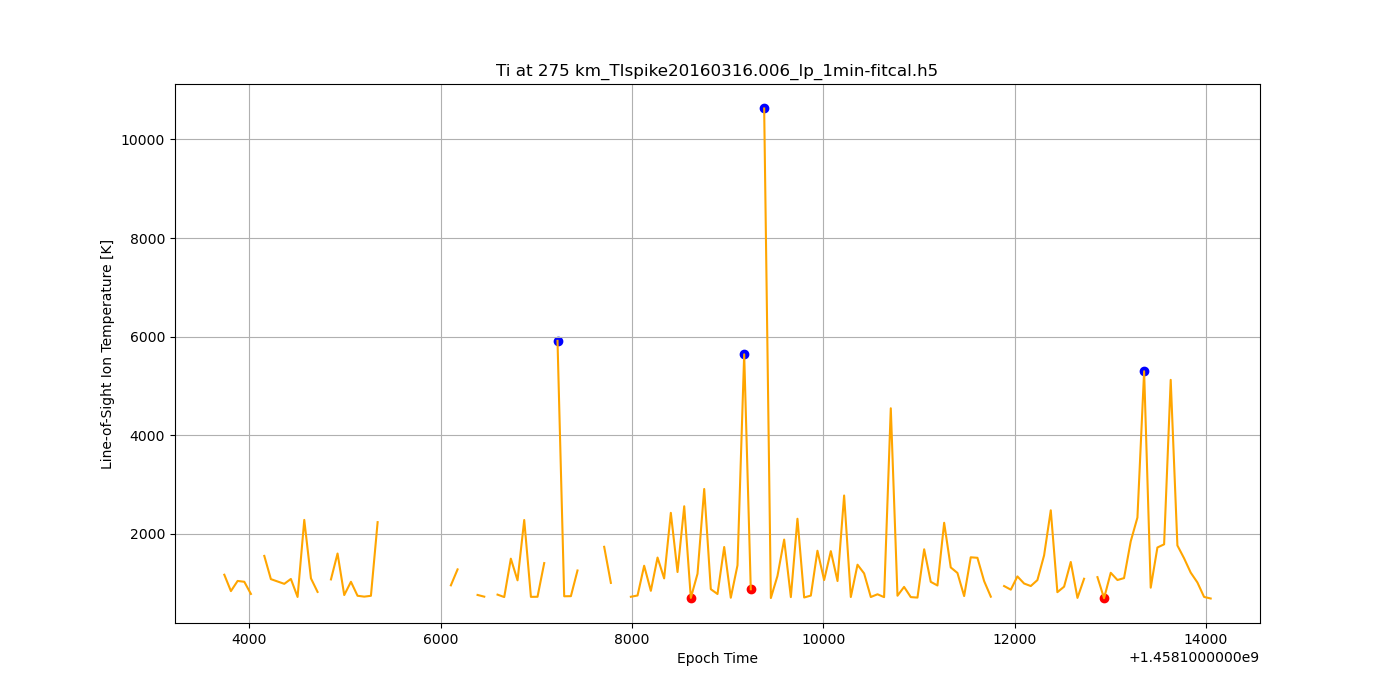 Ti at 275 km_TIspike20160316.006_lp_1min-fitcal.h5
Line-of-Sight Ion Temperature [K]
10000
8000
6000
4000
2000
4000 6000 8000 10000 12000 14000
Epoch Time
+1.4581000000e9